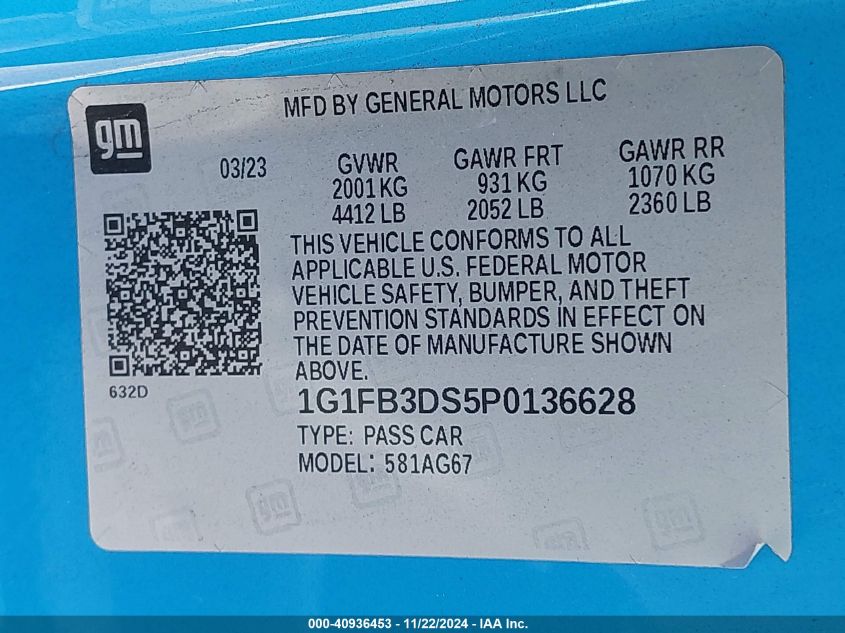 MFD BY GENERAL MOTORS LLC
gm
03/23
GVWR
2001 KG
4412 LB
GAWR FRT
931 KG
2052 LB
GAWR RR
1070 KG
2360 LB
THIS VEHICLE CONFORMS TO ALL
APPLICABLE U.S. FEDERAL MOTOR
VEHICLE SAFETY, BUMPER, AND THEFT
PREVENTION STANDARDS IN EFFECT ON
THE DATE OF MANUFACTURE SHOWN
ABOVE.
632D
1G1FB3DS5P0136628
TYPE: PASS CAR
MODEL: 581AG67
000-40936453 - 11/22/2024 - IAA Inc.